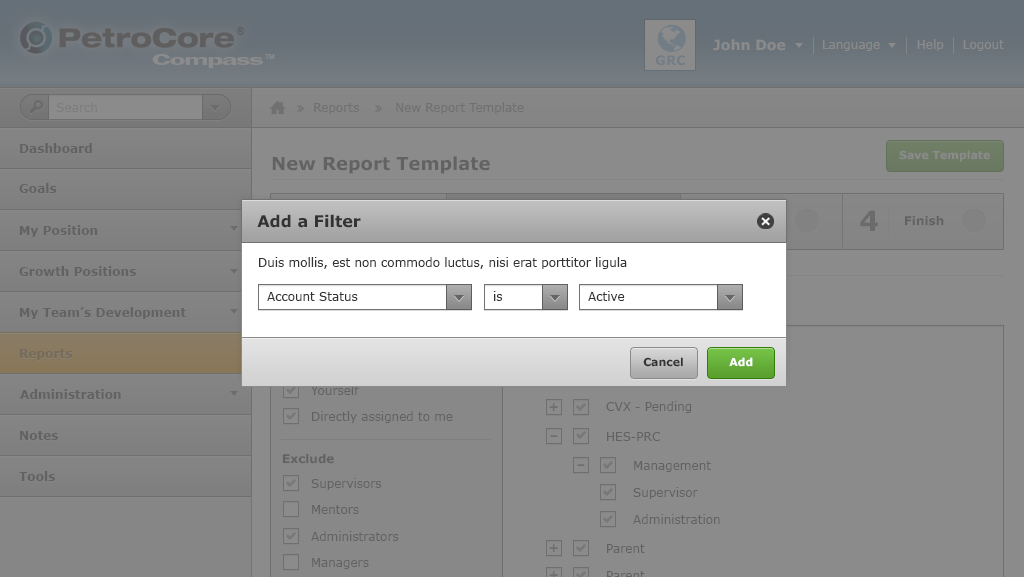 PetroCore®
Compass™
GRC
John Doe
Language
Help
Logout
Search
» Reports » New Report Template
Dashboard
Goals
My Position
Growth Positions
My Team’s Development
Reports
Administration
Notes
Tools
New Report Template
Save Template
4 Finish
Add a Filter
Duis mollis, est non commodo luctus, nisi erat porttitor ligula
Account Status
is
Active
Cancel
Add
Yourself
Directly assigned to me
Exclude
Supervisors
Mentors
Administrators
Managers
CVX - Pending
HES-PRC
Management
Supervisor
Administration
Parent
Parent